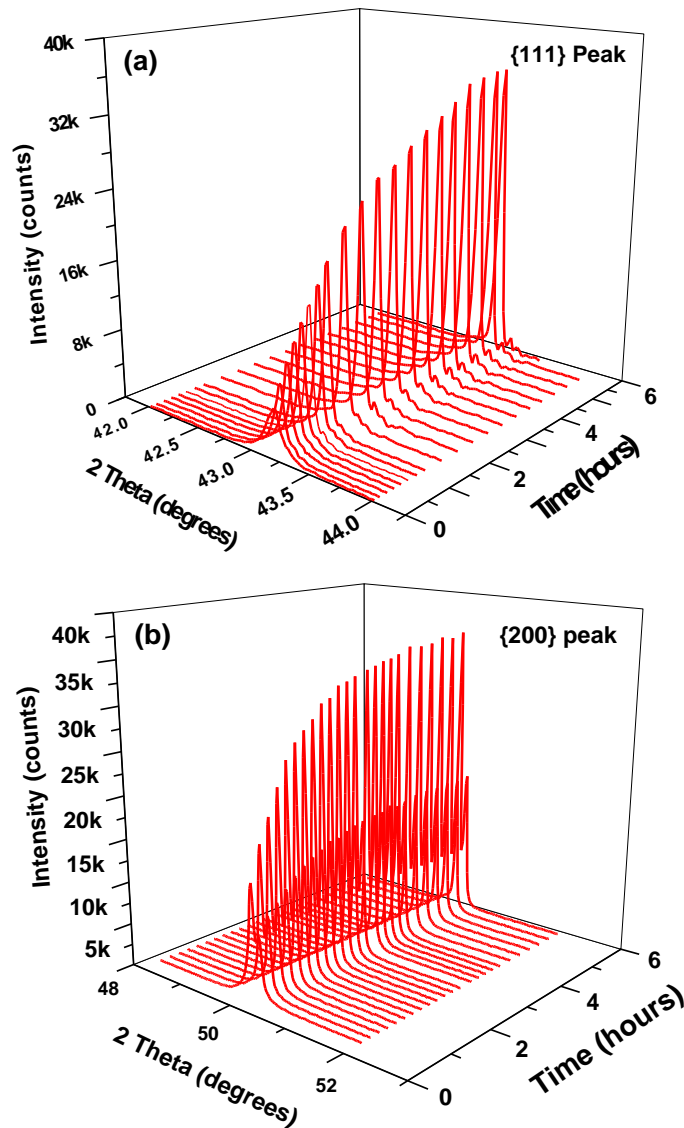 40k
(a)
{111} Peak
32k
24k
16k
8k
0
Intensity (counts)
42.0
42.5
43.0
43.5
44.0
2 Theta (degrees)
0
2
4
6
Time (hours)
40k
(b)
{200} peak
35k
30k
25k
20k
15k
10k
5k
Intensity (counts)
48
50
52
2 Theta (degrees)
0
2
4
6
Time (hours)